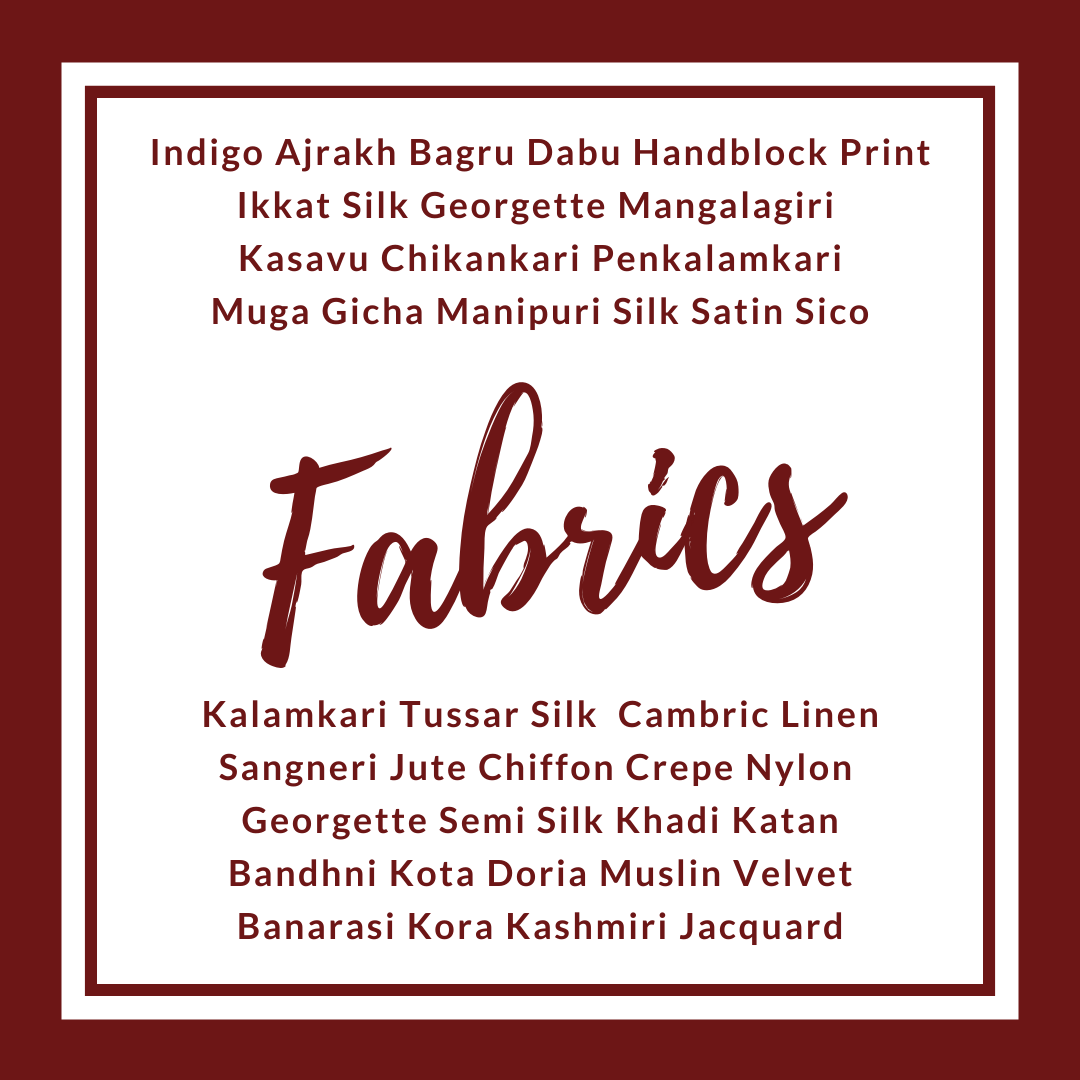 Indigo Ajrakh Bagru Dabu Handblock Print
Ikkat Silk Georgette Mangalagiri
Kasavu Chikankari Penkalamkari
Muga Gicha Manipuri Silk Satin Sico
Fabrics
Kalamkari Tussar Silk  Cambric Linen
Sangneri Jute Chiffon Crepe Nylon
Georgette Semi Silk Khadi Katan
Bandhni Kota Doria Muslin Velvet
Banarasi Kora Kashmiri Jacquard